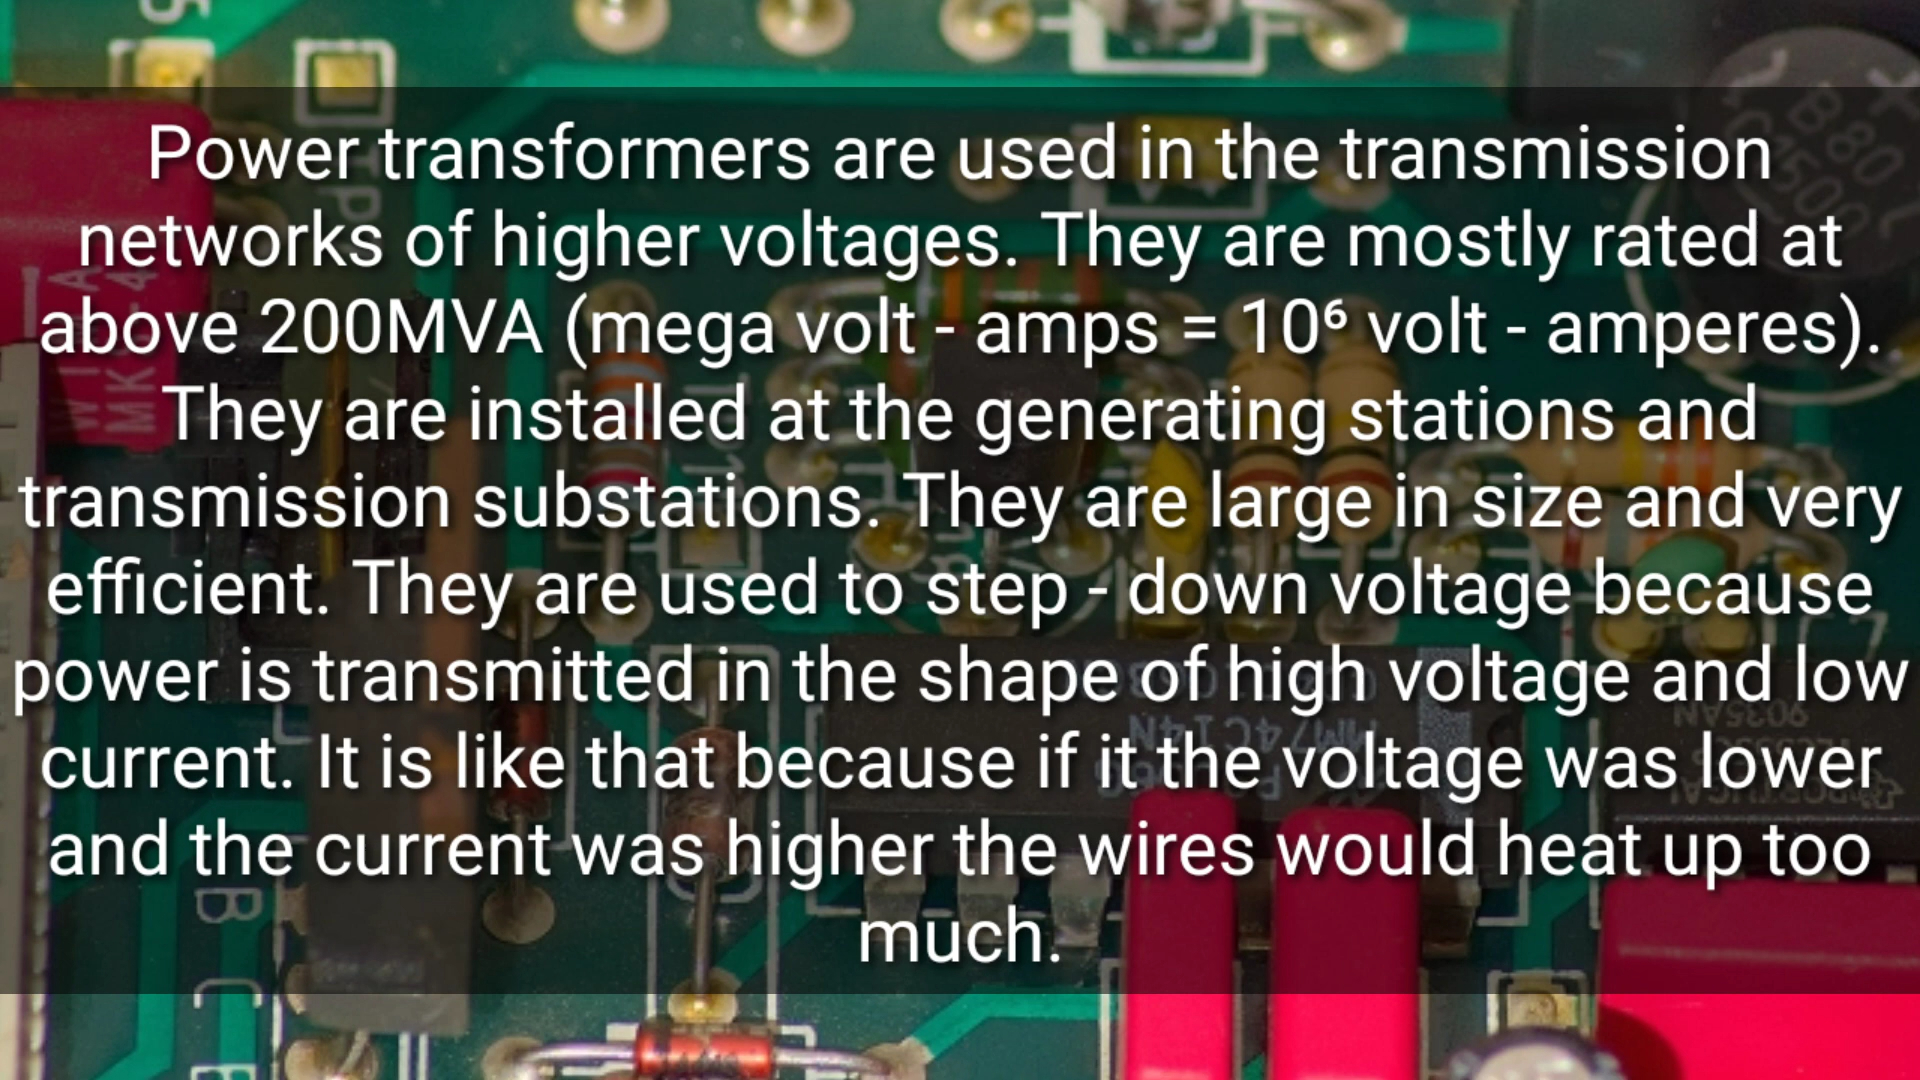 Power transformers are used in the transmission
networks of higher voltages. They are mostly rated at
above 200MVA (mega volt - amps = 10⁶ volt - amperes).
They are installed at the generating stations and
transmission substations. They are large in size and very
efficient. They are used to step - down voltage because
power is transmitted in the shape of high voltage and low
current. It is like that because if it the voltage was lower
and the current was higher the wires would heat up too
much.